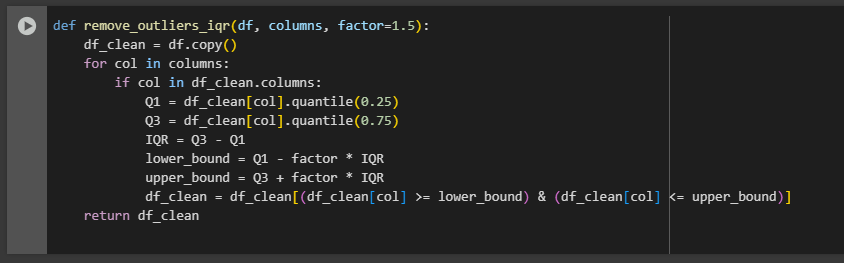 def remove_outliers_iqr(df, columns, factor=1.5):
    df_clean = df.copy()
    for col in columns:
        if col in df_clean.columns:
            Q1 = df_clean[col].quantile(0.25)
            Q3 = df_clean[col].quantile(0.75)
            IQR = Q3 - Q1
            lower_bound = Q1 - factor * IQR
            upper_bound = Q3 + factor * IQR
            df_clean = df_clean[(df_clean[col] >= lower_bound) & (df_clean[col] <= upper_bound)]
    return df_clean